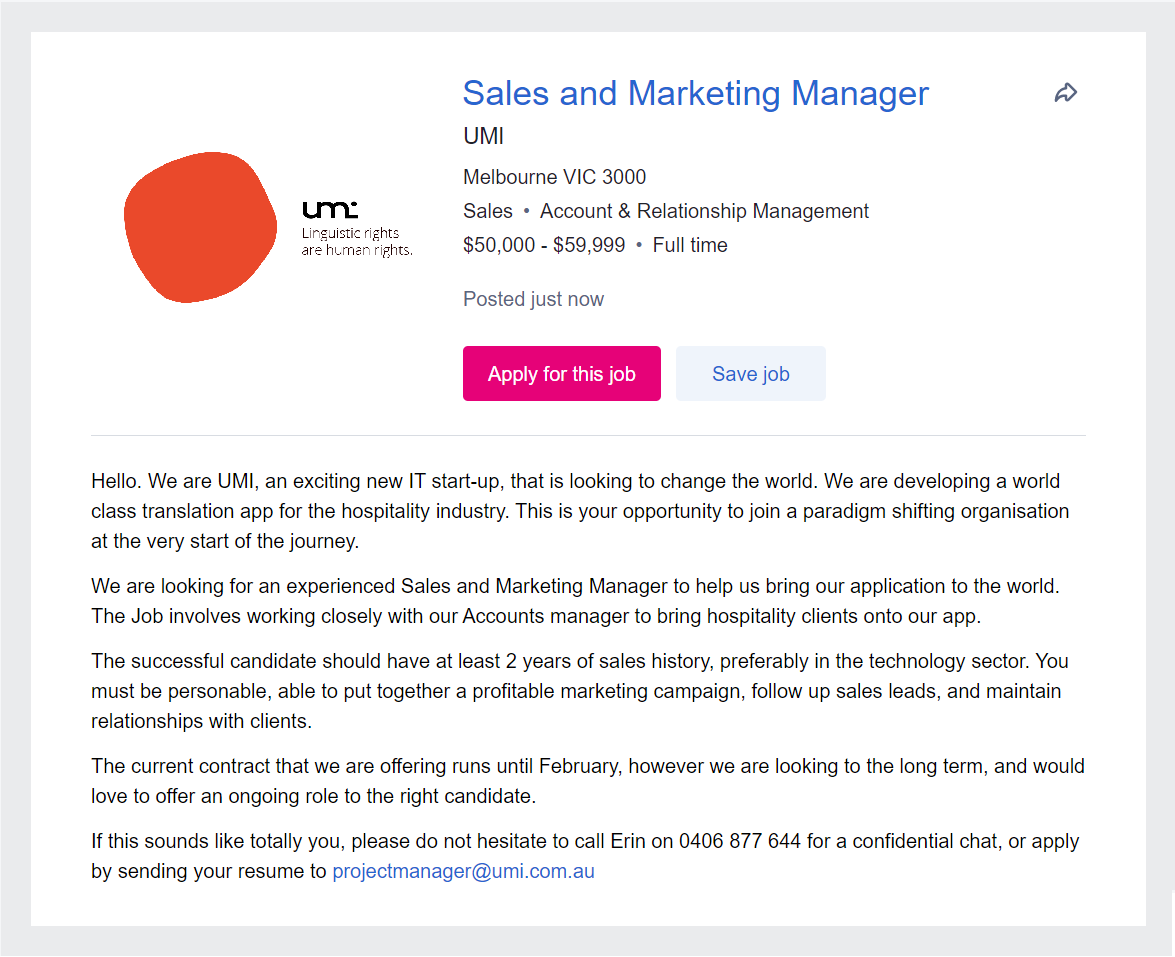 Sales and Marketing Manager
UMI
Melbourne VIC 3000
Sales • Account & Relationship Management
$50,000 - $59,999 • Full time
Posted just now
Apply for this job
Save job
umi
Linguistic rights
are human rights.
Hello. We are UMI, an exciting new IT start-up, that is looking to change the world. We are developing a world
class translation app for the hospitality industry. This is your opportunity to join a paradigm shifting organisation
at the very start of the journey.
We are looking for an experienced Sales and Marketing Manager to help us bring our application to the world.
The Job involves working closely with our Accounts manager to bring hospitality clients onto our app.
The successful candidate should have at least 2 years of sales history, preferably in the technology sector. You
must be personable, able to put together a profitable marketing campaign, follow up sales leads, and maintain
relationships with clients.
The current contract that we are offering runs until February, however we are looking to the long term, and would
love to offer an ongoing role to the right candidate.
If this sounds like totally you, please do not hesitate to call Erin on 0406 877 644 for a confidential chat, or apply
by sending your resume to projectmanager@umi.com.au